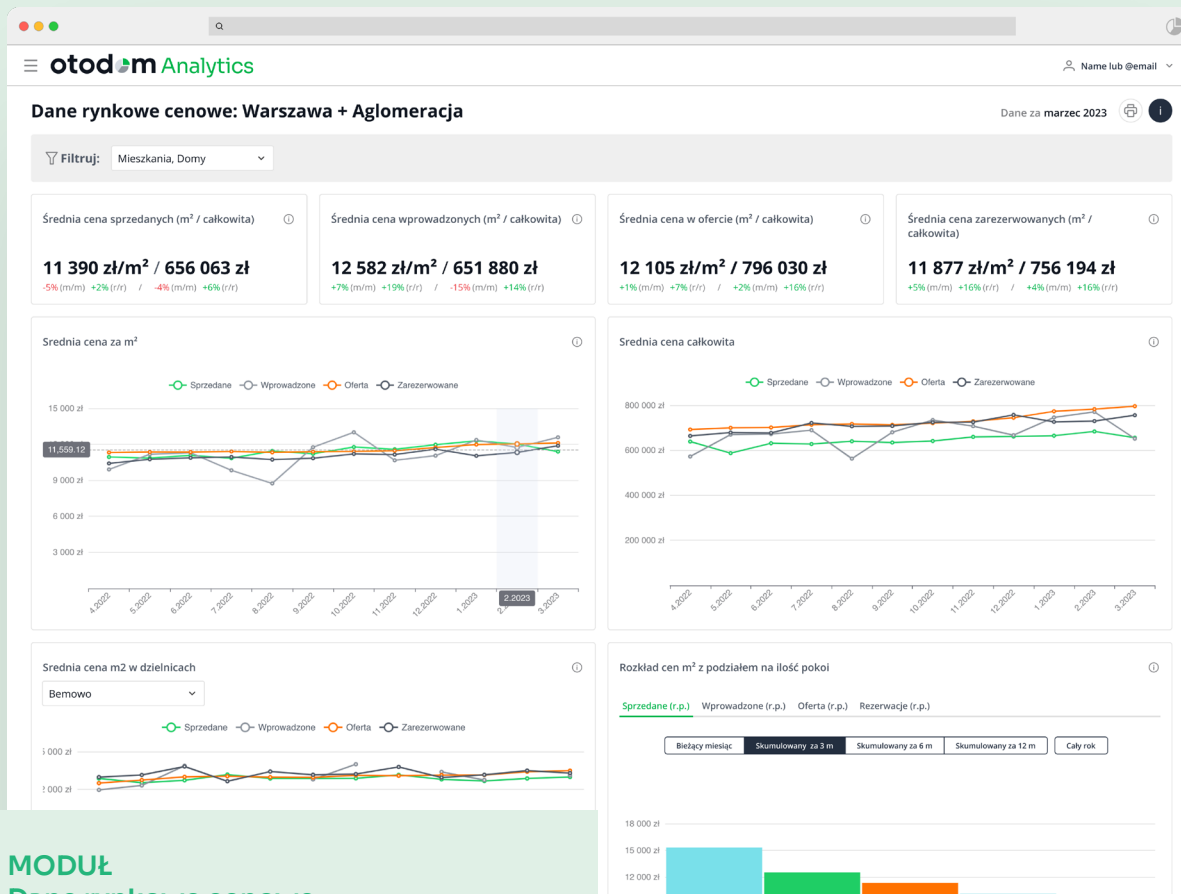 otodom Analytics
Name lub @email
Dane rynkowe cenowe: Warszawa + Aglomeracja
Dane za marzec 2023
Filtruj:
Mieszkania, Domy
Średnia cena sprzedanych (m² / całkowita)
11 390 zł/m² / 656 063 zł
-5% (m/m) +2% (r/r) / -4% (m/m) +6% (r/r)
Średnia cena wprowadzonych (m² / całkowita)
12 582 zł/m² / 651 880 zł
+7% (m/m) +19% (r/r) / -15% (m/m) +14% (r/r)
Średnia cena w ofercie (m² / całkowita)
12 105 zł/m² / 796 030 zł
+1% (m/m) +7% (r/r) / +2% (m/m) +16% (r/r)
Średnia cena zarezerwowanych (m² /
całkowita)
11 877 zł/m² / 756 194 zł
+5% (m/m) +16% (r/r) / +4% (m/m) +16% (r/r)
Srednia cena za m²
Sprzedane Wprowadzone Oferta Zarezerwowane
15 000 zł
11,559.12
9 000 zł
6 000 zł
3 000 zł
4.2022 5.2022 6.2022 7.2022 8.2022 9.2022 10.2022 11.2022 12.2022 1.2023 2.2023 3.2023
Srednia cena całkowita
Sprzedane Wprowadzone Oferta Zarezerwowane
800 000 zł
600 000 zł
400 000 zł
200 000 zł
4.2022 5.2022 6.2022 7.2022 8.2022 9.2022 10.2022 11.2022 12.2022 1.2023 2.2023 3.2023
Srednia cena m2 w dzielnicach
Bemowo
Sprzedane Wprowadzone Oferta Zarezerwowane
000 zł
000 zł
Rozkład cen m² z podziałem na ilość pokoi
Sprzedane (r.p.) Wprowadzone (r.p.) Oferta (r.p.) Rezerwacje (r.p.)
Bieżący miesiąc Skumulowany za 3 m Skumulowany za 6 m Skumulowany za 12 m Cały rok
18 000 zł
15 000 zł
12 000 zł
MODUŁ